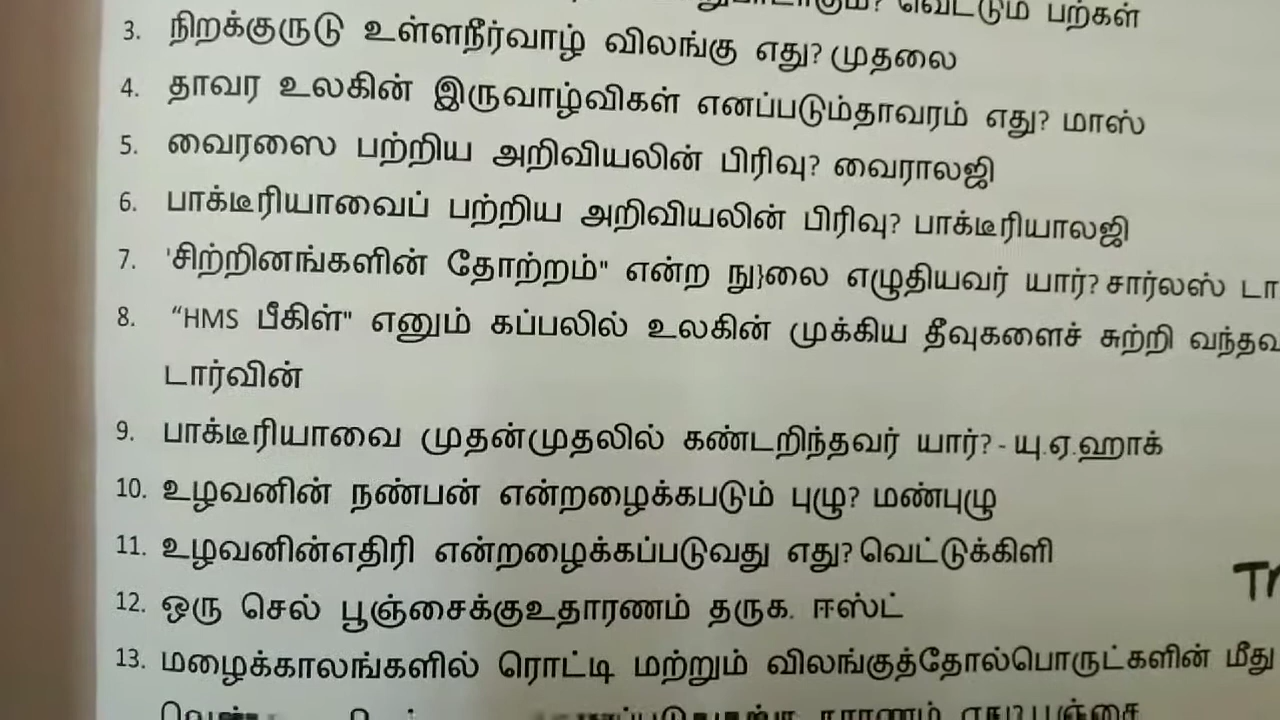 வெட்டும் பற்கள்
3. நிறக்குருடு உள்ளநீர்வாழ் விலங்கு எது? முதலை
4. தாவர உலகின் இருவாழ்விகள் எனப்படும்தாவரம் எது? மாஸ்
5. வைரஸை பற்றிய அறிவியலின் பிரிவு? வைராலஜி
6. பாக்டீரியாவைப் பற்றிய அறிவியலின் பிரிவு? பாக்டீரியாலஜி
7. 'சிற்றினங்களின் தோற்றம்" என்ற நு}லை எழுதியவர் யார்? சார்லஸ்
8. “HMS பீகிள்" எனும் கப்பலில் உலகின் முக்கிய தீவுகளைச் சுற்றி
டார்வின்
9. பாக்டீரியாவை முதன்முதலில் கண்டறிந்தவர் யார்? - யு.ஏ.ஹாக்
10. உழவனின் நண்பன் என்றழைக்கபடும் புழு? மண்புழு
11. உழவனின்எதிரி என்றழைக்கப்படுவது எது? வெட்டுக்கிளி
12. ஒரு செல் பூஞ்சைக்குஉதாரணம் தருக. ஈஸ்ட்
13. மழைக்காலங்களில் ரொட்டி மற்றும் விலங்குத்தோல்பொருட்களின் மீது